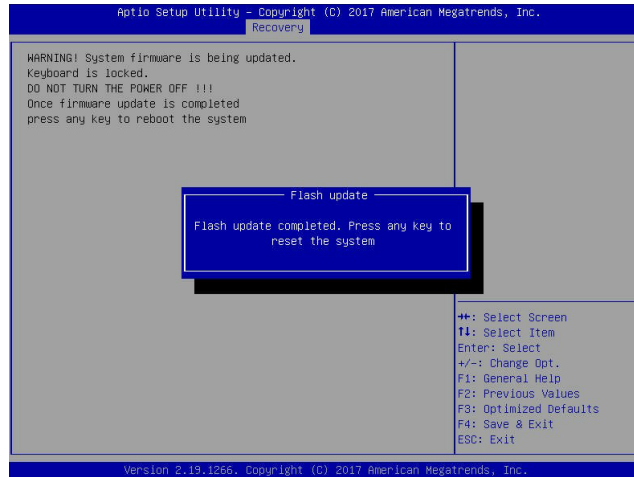 Aptio Setup Utility – Copyright (C) 2017 American Megatrends, Inc.
Recovery
WARNING! System firmware is being updated.
Keyboard is locked.
DO NOT TURN THE POWER OFF !!!
Once firmware update is completed
press any key to reboot the system
Flash update
Flash update completed. Press any key to
reset the system
→←: Select Screen
↑↓: Select Item
Enter: Select
+/-: Change Opt.
F1: General Help
F2: Previous Values
F3: Optimized Defaults
F4: Save & Exit
ESC: Exit
Version 2.19.1266. Copyright (C) 2017 American Megatrends, Inc.